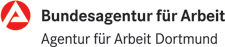 Bundesagentur für Arbeit
Agentur für Arbeit Dortmund